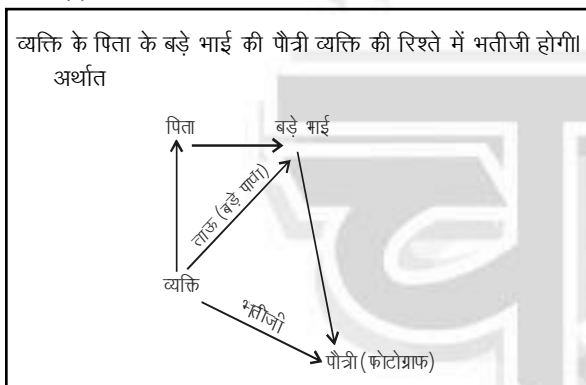 व्यक्ति के पिता के बड़े भाई की पौत्री व्यक्ति की रिश्ते में भतीजी होगी।
अर्थात
पिता
बड़े भाई
ताऊ (बड़े पापॅा)
व्यक्ति
भतीजी
पौत्री (फोटोग्राफ)